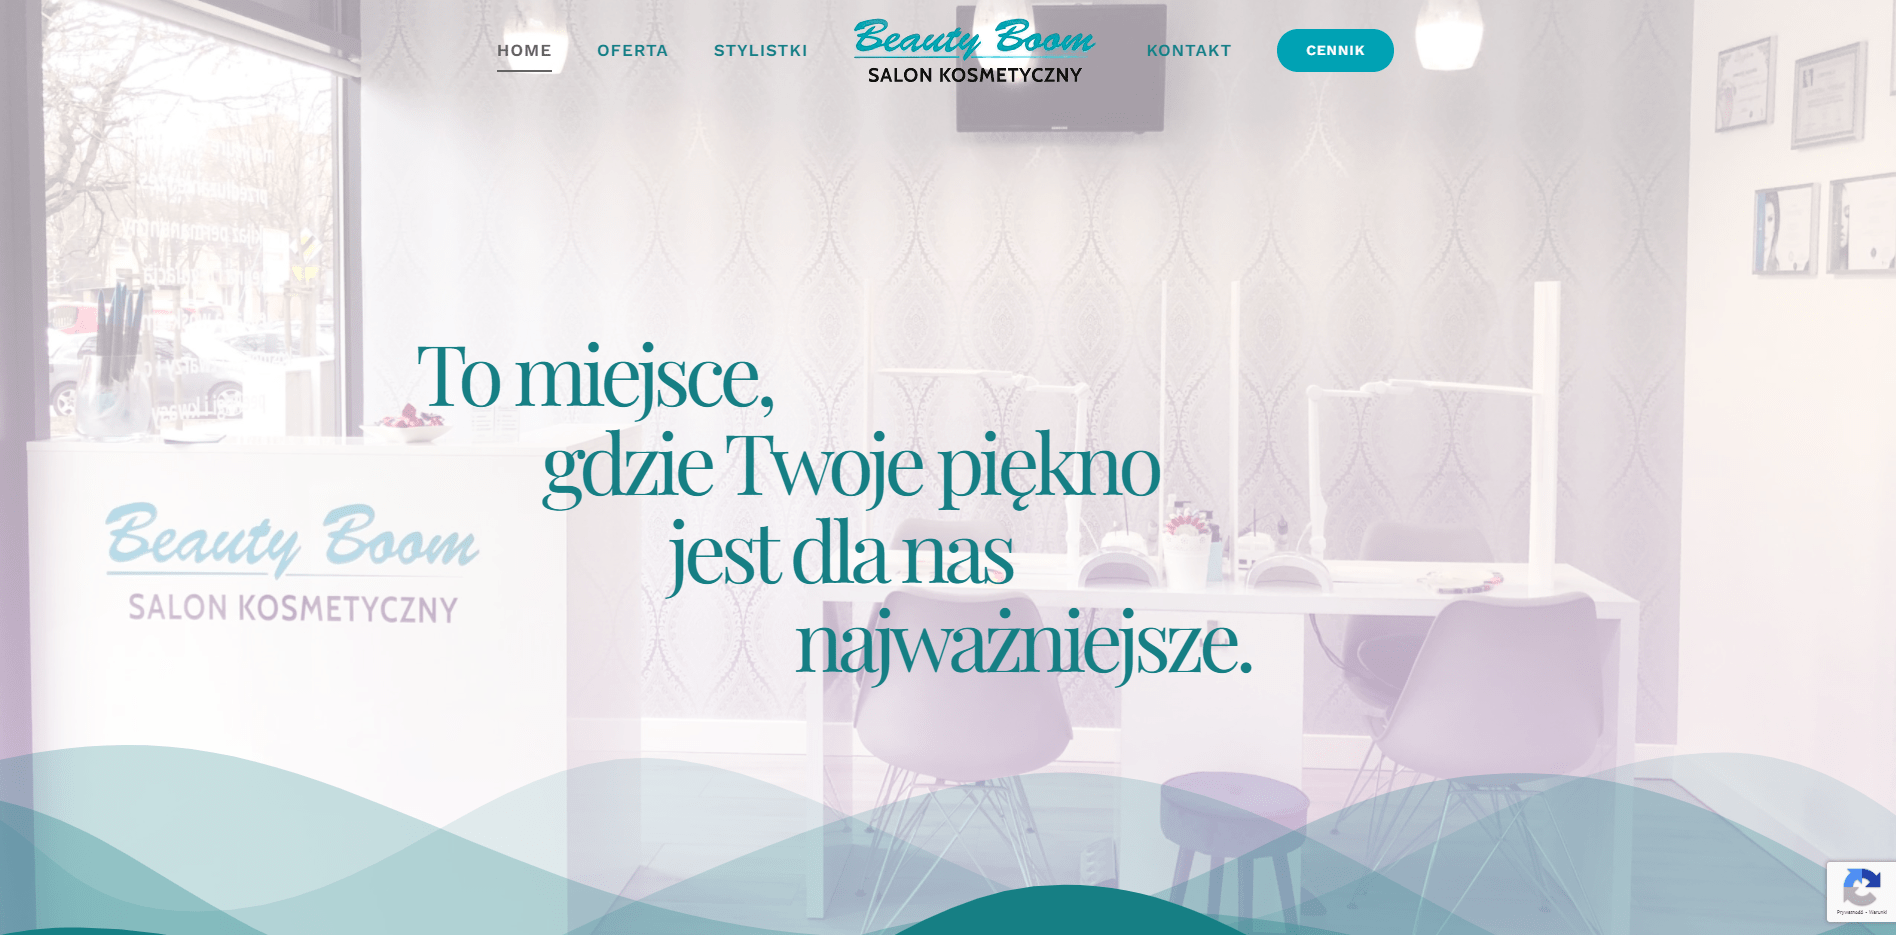 HOME
OFERTA
STYLISTKI
Beauty Boom
SALON KOSMETYCZNY
KONTAKT
CENNIK
To miejsce,
gdzie Twoje piękno
jest dla nas
najważniejsze.
Beauty Boom
SALON KOSMETYCZNY
Prywatność - Warunki